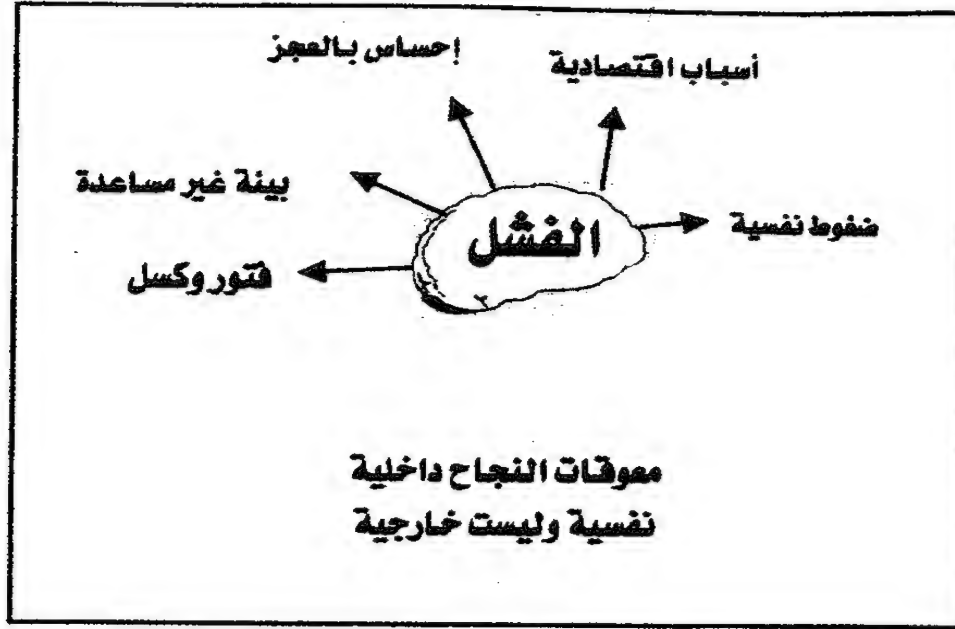 إحساس بالعجز
أسباب اقتصادية
بيئة غير مساعدة
ضغوط نفسية
الفشل
فتور وكسل
معوقات النجاح داخلية
نفسية وليست خارجية